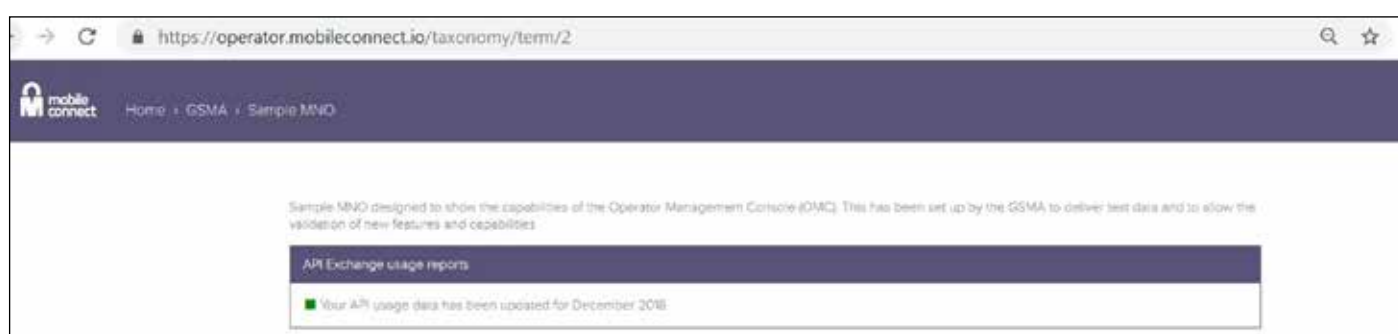 https://operator.mobileconnect.io/taxonomy/term/2
mobile
connect
Home › GSMA › Sample MNO
Sample MNO designed to show the capabilities of the Operator Management Console (OMC). This has been set up by the GSMA to deliver test data and to allow the
validation of new features and capabilities
API Exchange usage reports
Your API usage data has been updated for December 2018